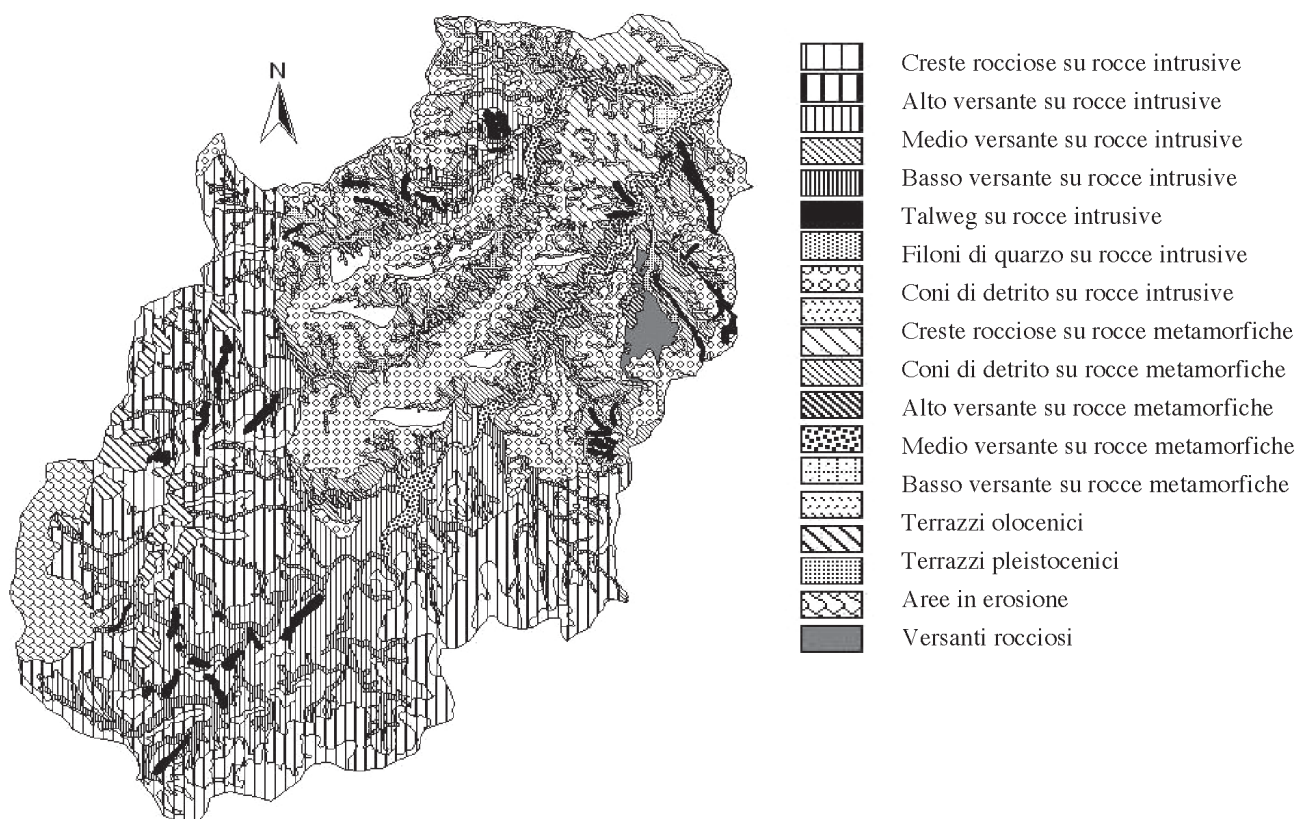 N
Creste rocciose su rocce intrusive
Alto versante su rocce intrusive
Medio versante su rocce intrusive
Basso versante su rocce intrusive
Talweg su rocce intrusive
Filoni di quarzo su rocce intrusive
Coni di detrito su rocce intrusive
Creste rocciose su rocce metamorfiche
Coni di detrito su rocce metamorfiche
Alto versante su rocce metamorfiche
Medio versante su rocce metamorfiche
Basso versante su rocce metamorfiche
Terrazzi olocenici
Terrazzi pleistocenici
Aree in erosione
Versanti rocciosi